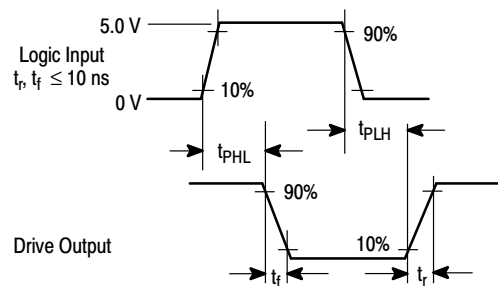 5.0 V
Logic Input
tr, tf ≤ 10 ns
0 V
90%
10%
tPHL
tPLH
90%
Drive Output
10%
tf
tr